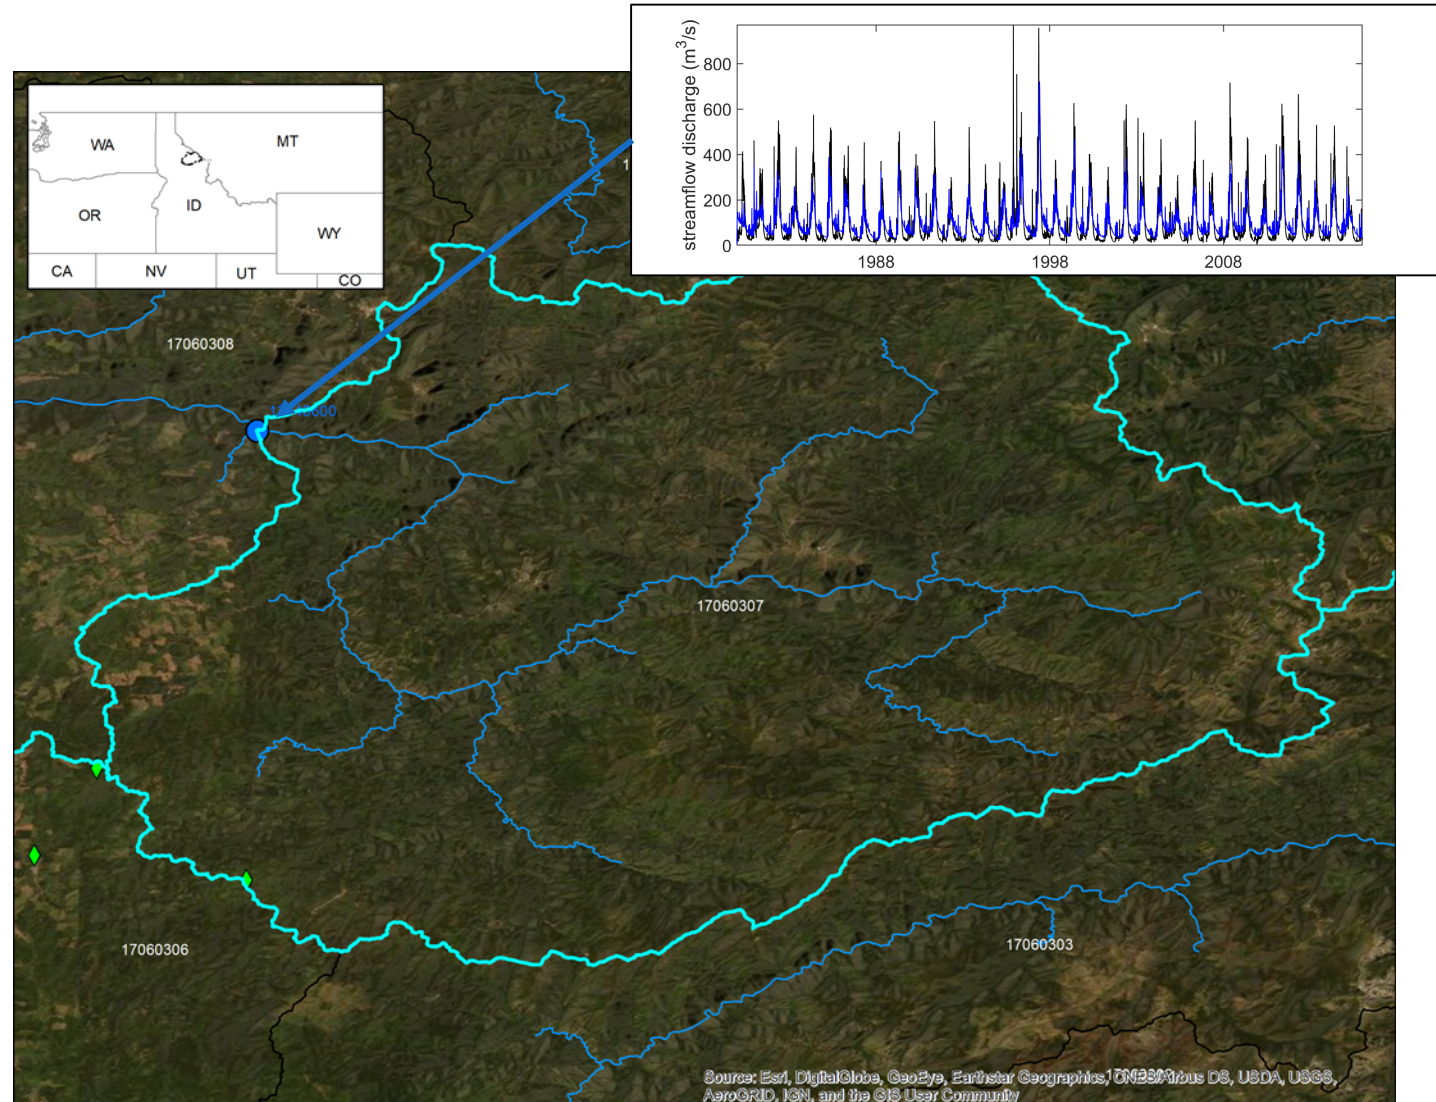 streamflow discharge (m³/s)
800
600
400
200
0
1988
1998
2008
WA
MT
OR
ID
WY
CA
NV
UT
CO
1
17060308
17060307
17060306
17060303
Source: Esri, DigitalGlobe, GeoEye, Earthstar Geographics, CNES/Airbus DS, USDA, USGS,
AeroGRID, IGN, and the GIS User Community